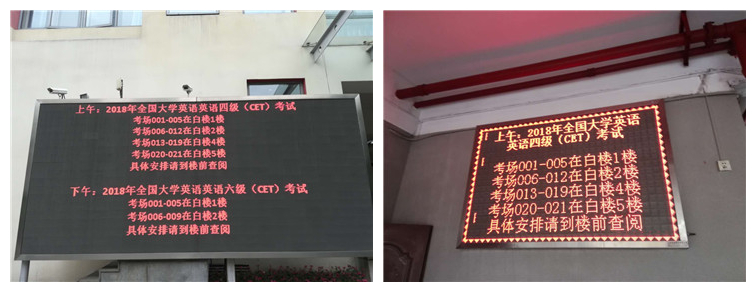 上午：2018年全国大学英语英语四级（CET）考试
考场001-005在白楼1楼
考场006-012在白楼2楼
考场013-019在白楼4楼
考场020-021在白楼5楼
具体安排请到楼前查阅
下午：2018年全国大学英语英语六级（CET）考试
考场001-005在白楼1楼
考场006-009在白楼2楼
具体安排请到楼前查阅
上午：2018年全国大学英语
英语四级（CET）考试
考场001-005在白楼1楼
考场006-012在白楼2楼
考场013-019在白楼4楼
考场020-021在白楼5楼
具体安排请到楼前查阅